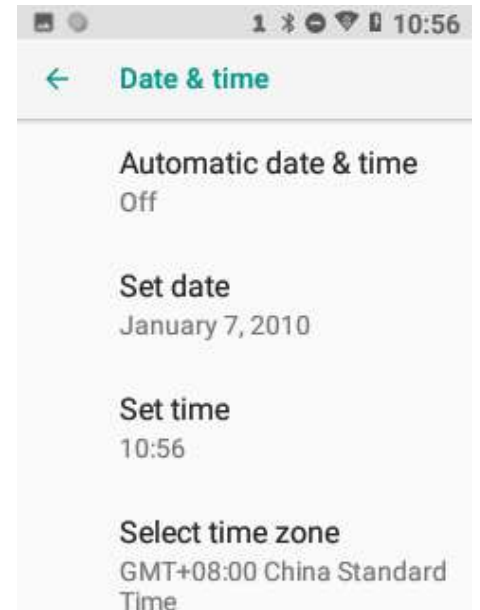 1 10:56
Date & time
Automatic date & time
Off
Set date
January 7, 2010
Set time
10:56
Select time zone
GMT+08:00 China Standard
Time